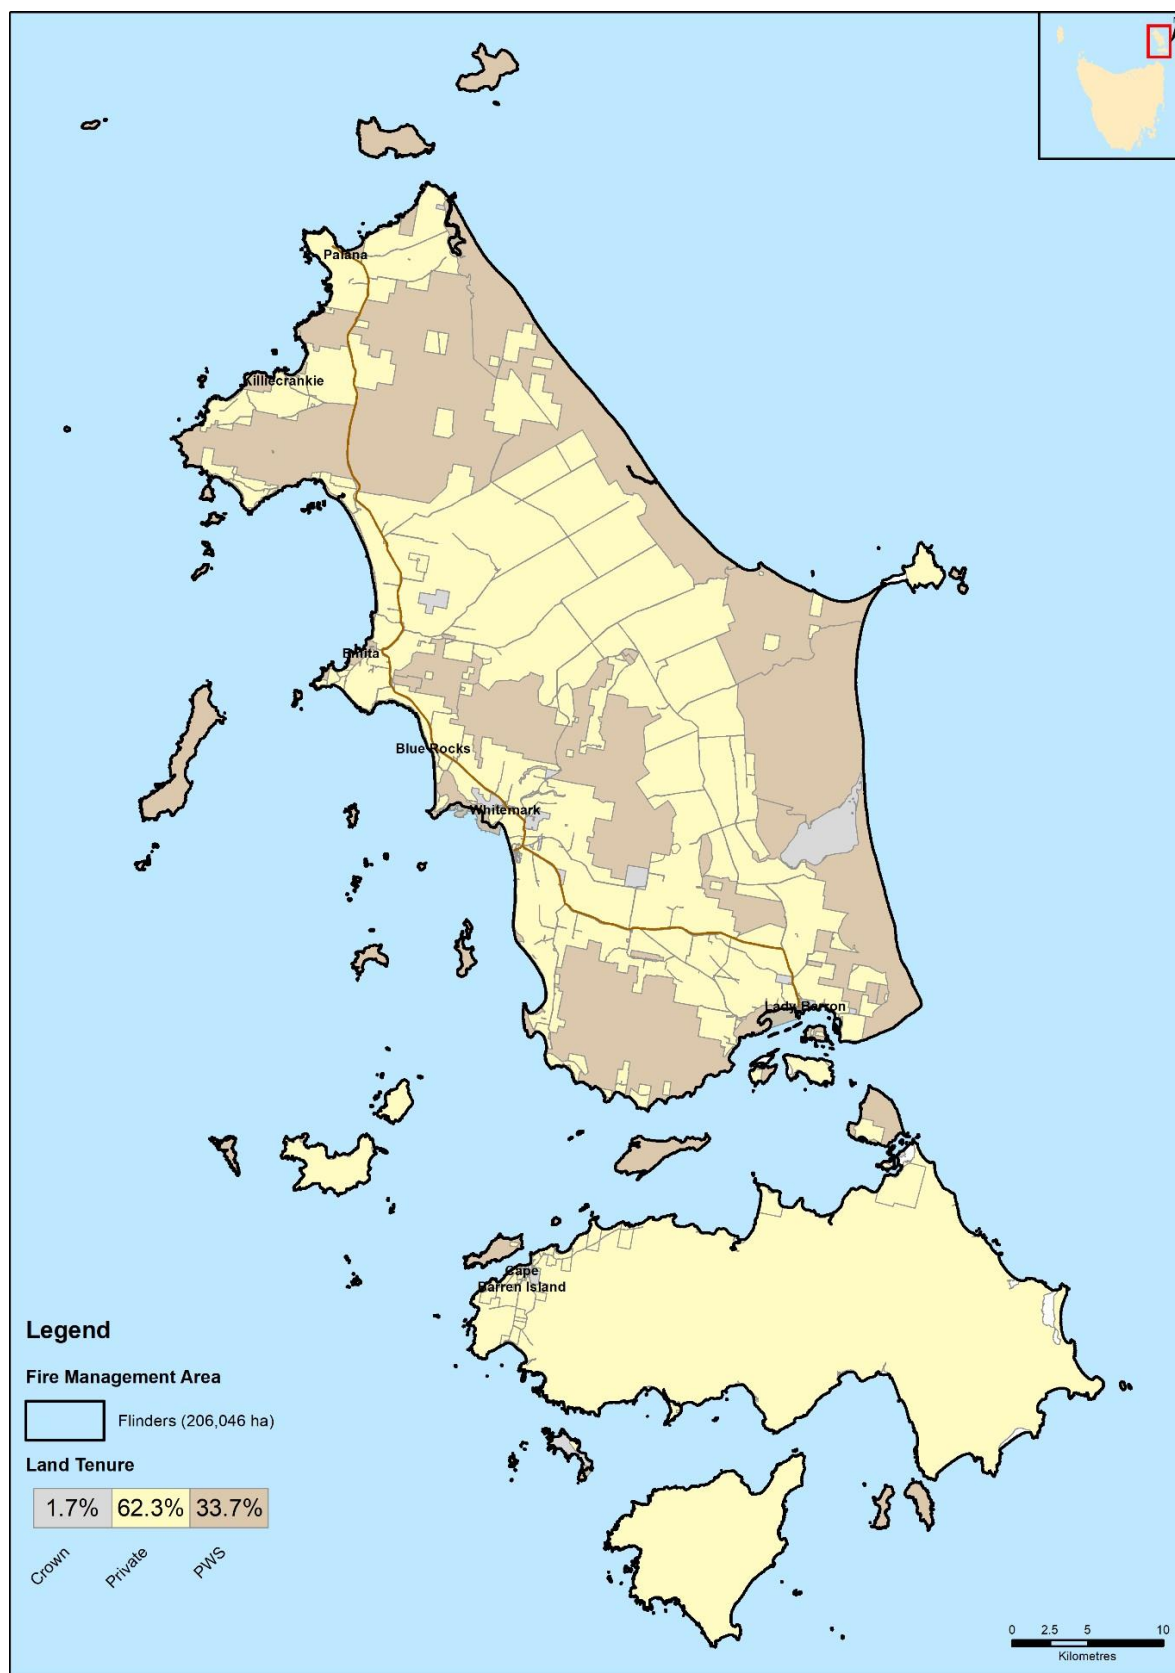 Palana
Killiecrankie
Emita
Blue Rocks
Whitemark
Lady Barron
Cape
Barren Island
Legend
Fire Management Area
Flinders (206,046 ha)
Land Tenure
1.7% 62.3% 33.7%
Crown Private PWS
0 2.5 5 10
Kilometres